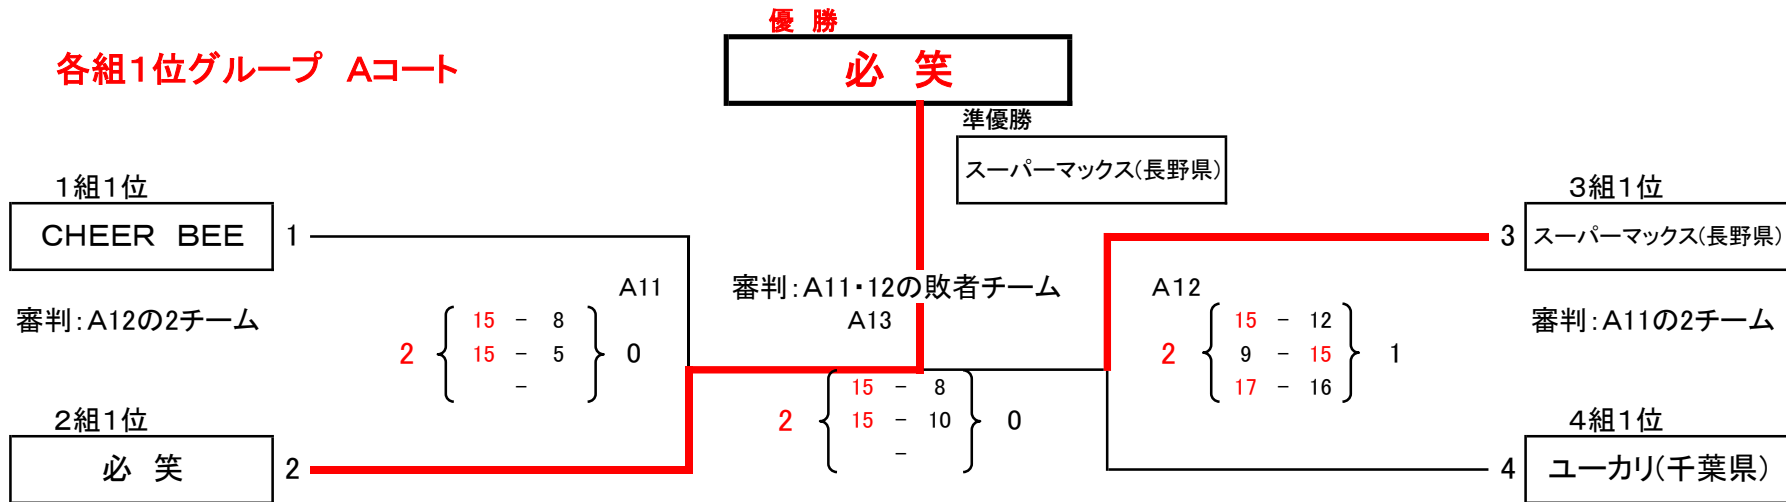 優 勝
各組1位グループ Aコート
必 笑
準優勝
スーパーマックス(長野県)
1組1位
CHEER BEE 1
審判:A12の2チーム
A11
2 { 15 - 8 } 0
15 - 5
-
2組1位
必 笑 2
審判:A11・12の敗者チーム
A13
2 { 15 - 8 } 0
15 - 10
-
3組1位
3 スーパーマックス(長野県)
審判:A11の2チーム
A12
2 { 15 - 12 } 1
9 - 15
17 - 16
4組1位
4 ユーカリ(千葉県)